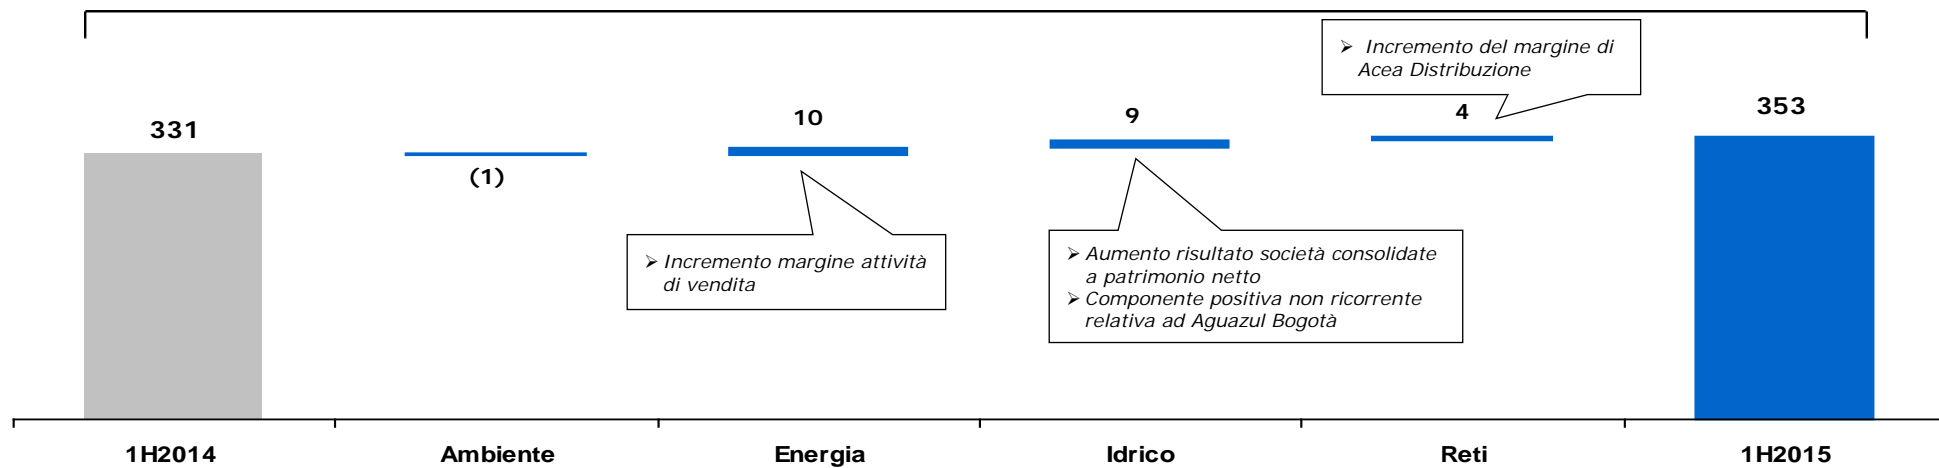 ➢ Incremento del margine di
Acea Distribuzione
331
(1)
10
9
4
353
➢ Incremento margine attività
di vendita
➢ Aumento risultato società consolidate
a patrimonio netto
➢ Componente positiva non ricorrente
relativa ad Aguazul Bogotà
1H2014
Ambiente
Energia
Idrico
Reti
1H2015